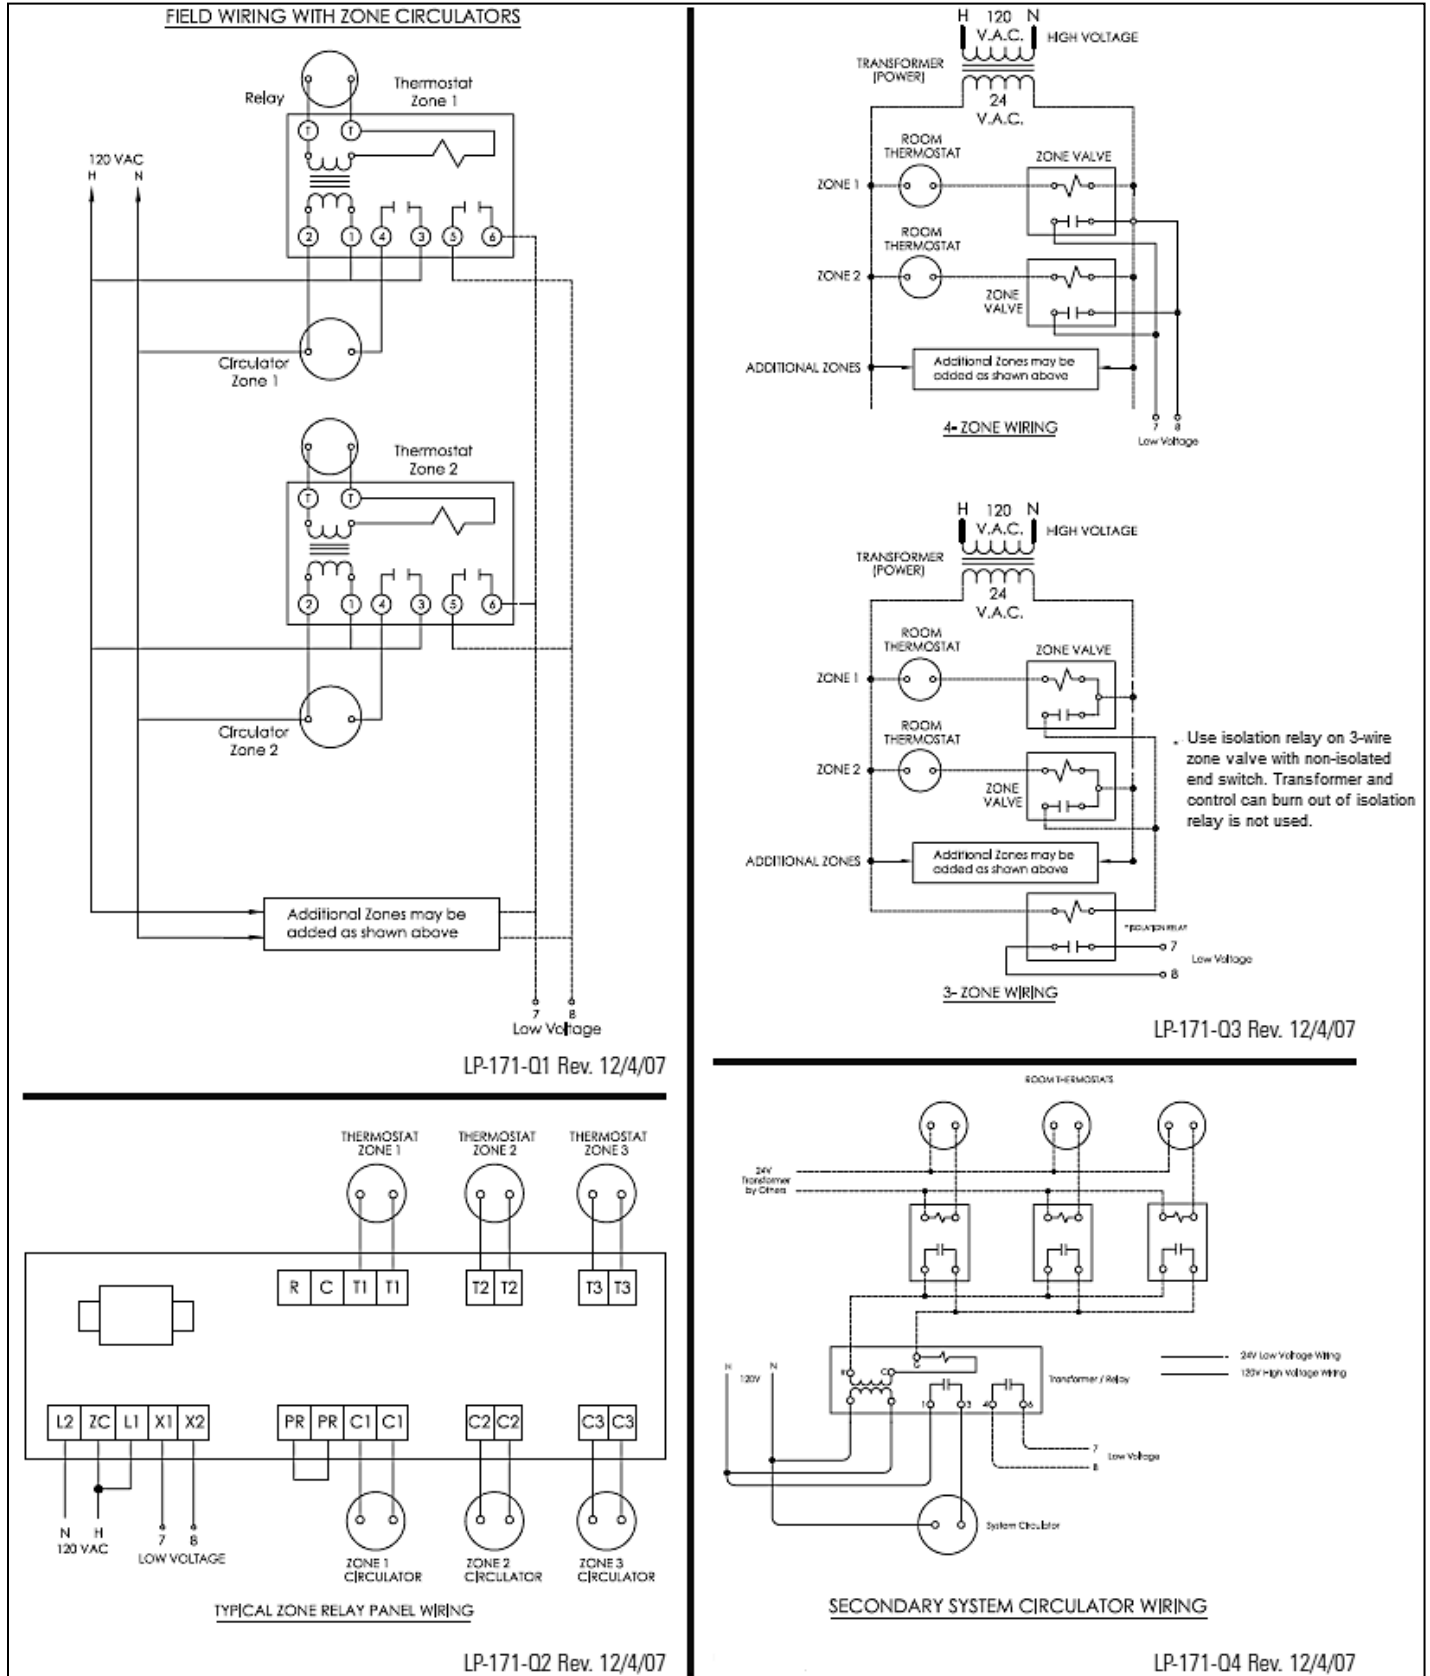 FIELD WIRING WITH ZONE CIRCULATORS
Relay
Thermostat
Zone 1
T T
120 VAC
H N
2 1 4 3 5 6
Circulator
Zone 1
Thermostat
Zone 2
T T
2 1 4 3 5 6
Circulator
Zone 2
Additional Zones may be
added as shown above
7 8
Low Voltage
LP-171-Q1 Rev. 12/4/07
THERMOSTAT
ZONE 1
THERMOSTAT
ZONE 2
THERMOSTAT
ZONE 3
R C T1 T1 T2 T2 T3 T3
L2 ZC L1 X1 X2 PR PR C1 C1 C2 C2 C3 C3
N H
120 VAC
7 8
LOW VOLTAGE
ZONE 1
CIRCULATOR
ZONE 2
CIRCULATOR
ZONE 3
CIRCULATOR
TYPICAL ZONE RELAY PANEL WIRING
LP-171-Q2 Rev. 12/4/07
H 120 N
V.A.C.
HIGH VOLTAGE
TRANSFORMER
(POWER)
24
V.A.C.
ROOM
THERMOSTAT
ZONE VALVE
ZONE 1
ROOM
THERMOSTAT
ZONE 2
ZONE
VALVE
ADDITIONAL ZONES
Additional Zones may be
added as shown above
4- ZONE WIRING
7 8
Low Voltage
H 120 N
V.A.C.
HIGH VOLTAGE
TRANSFORMER
(POWER)
24
V.A.C.
ROOM
THERMOSTAT
ZONE VALVE
ZONE 1
ROOM
THERMOSTAT
ZONE 2
ZONE
VALVE
* Use isolation relay on 3-wire
zone valve with non-isolated
end switch. Transformer and
control can burn out of isolation
relay is not used.
ADDITIONAL ZONES
Additional Zones may be
added as shown above
*ISOLATION RELAY
7
Low Voltage
8
3- ZONE WIRING
LP-171-Q3 Rev. 12/4/07
ROOM THERMOSTATS
24V
Transformer
by Others
R C G
H N
120V
1 3 4 6
Transformer / Relay
24V Low Voltage Wiring
120V High Voltage Wiring
7
Low Voltage
8
System Circulator
SECONDARY SYSTEM CIRCULATOR WIRING
LP-171-Q4 Rev. 12/4/07